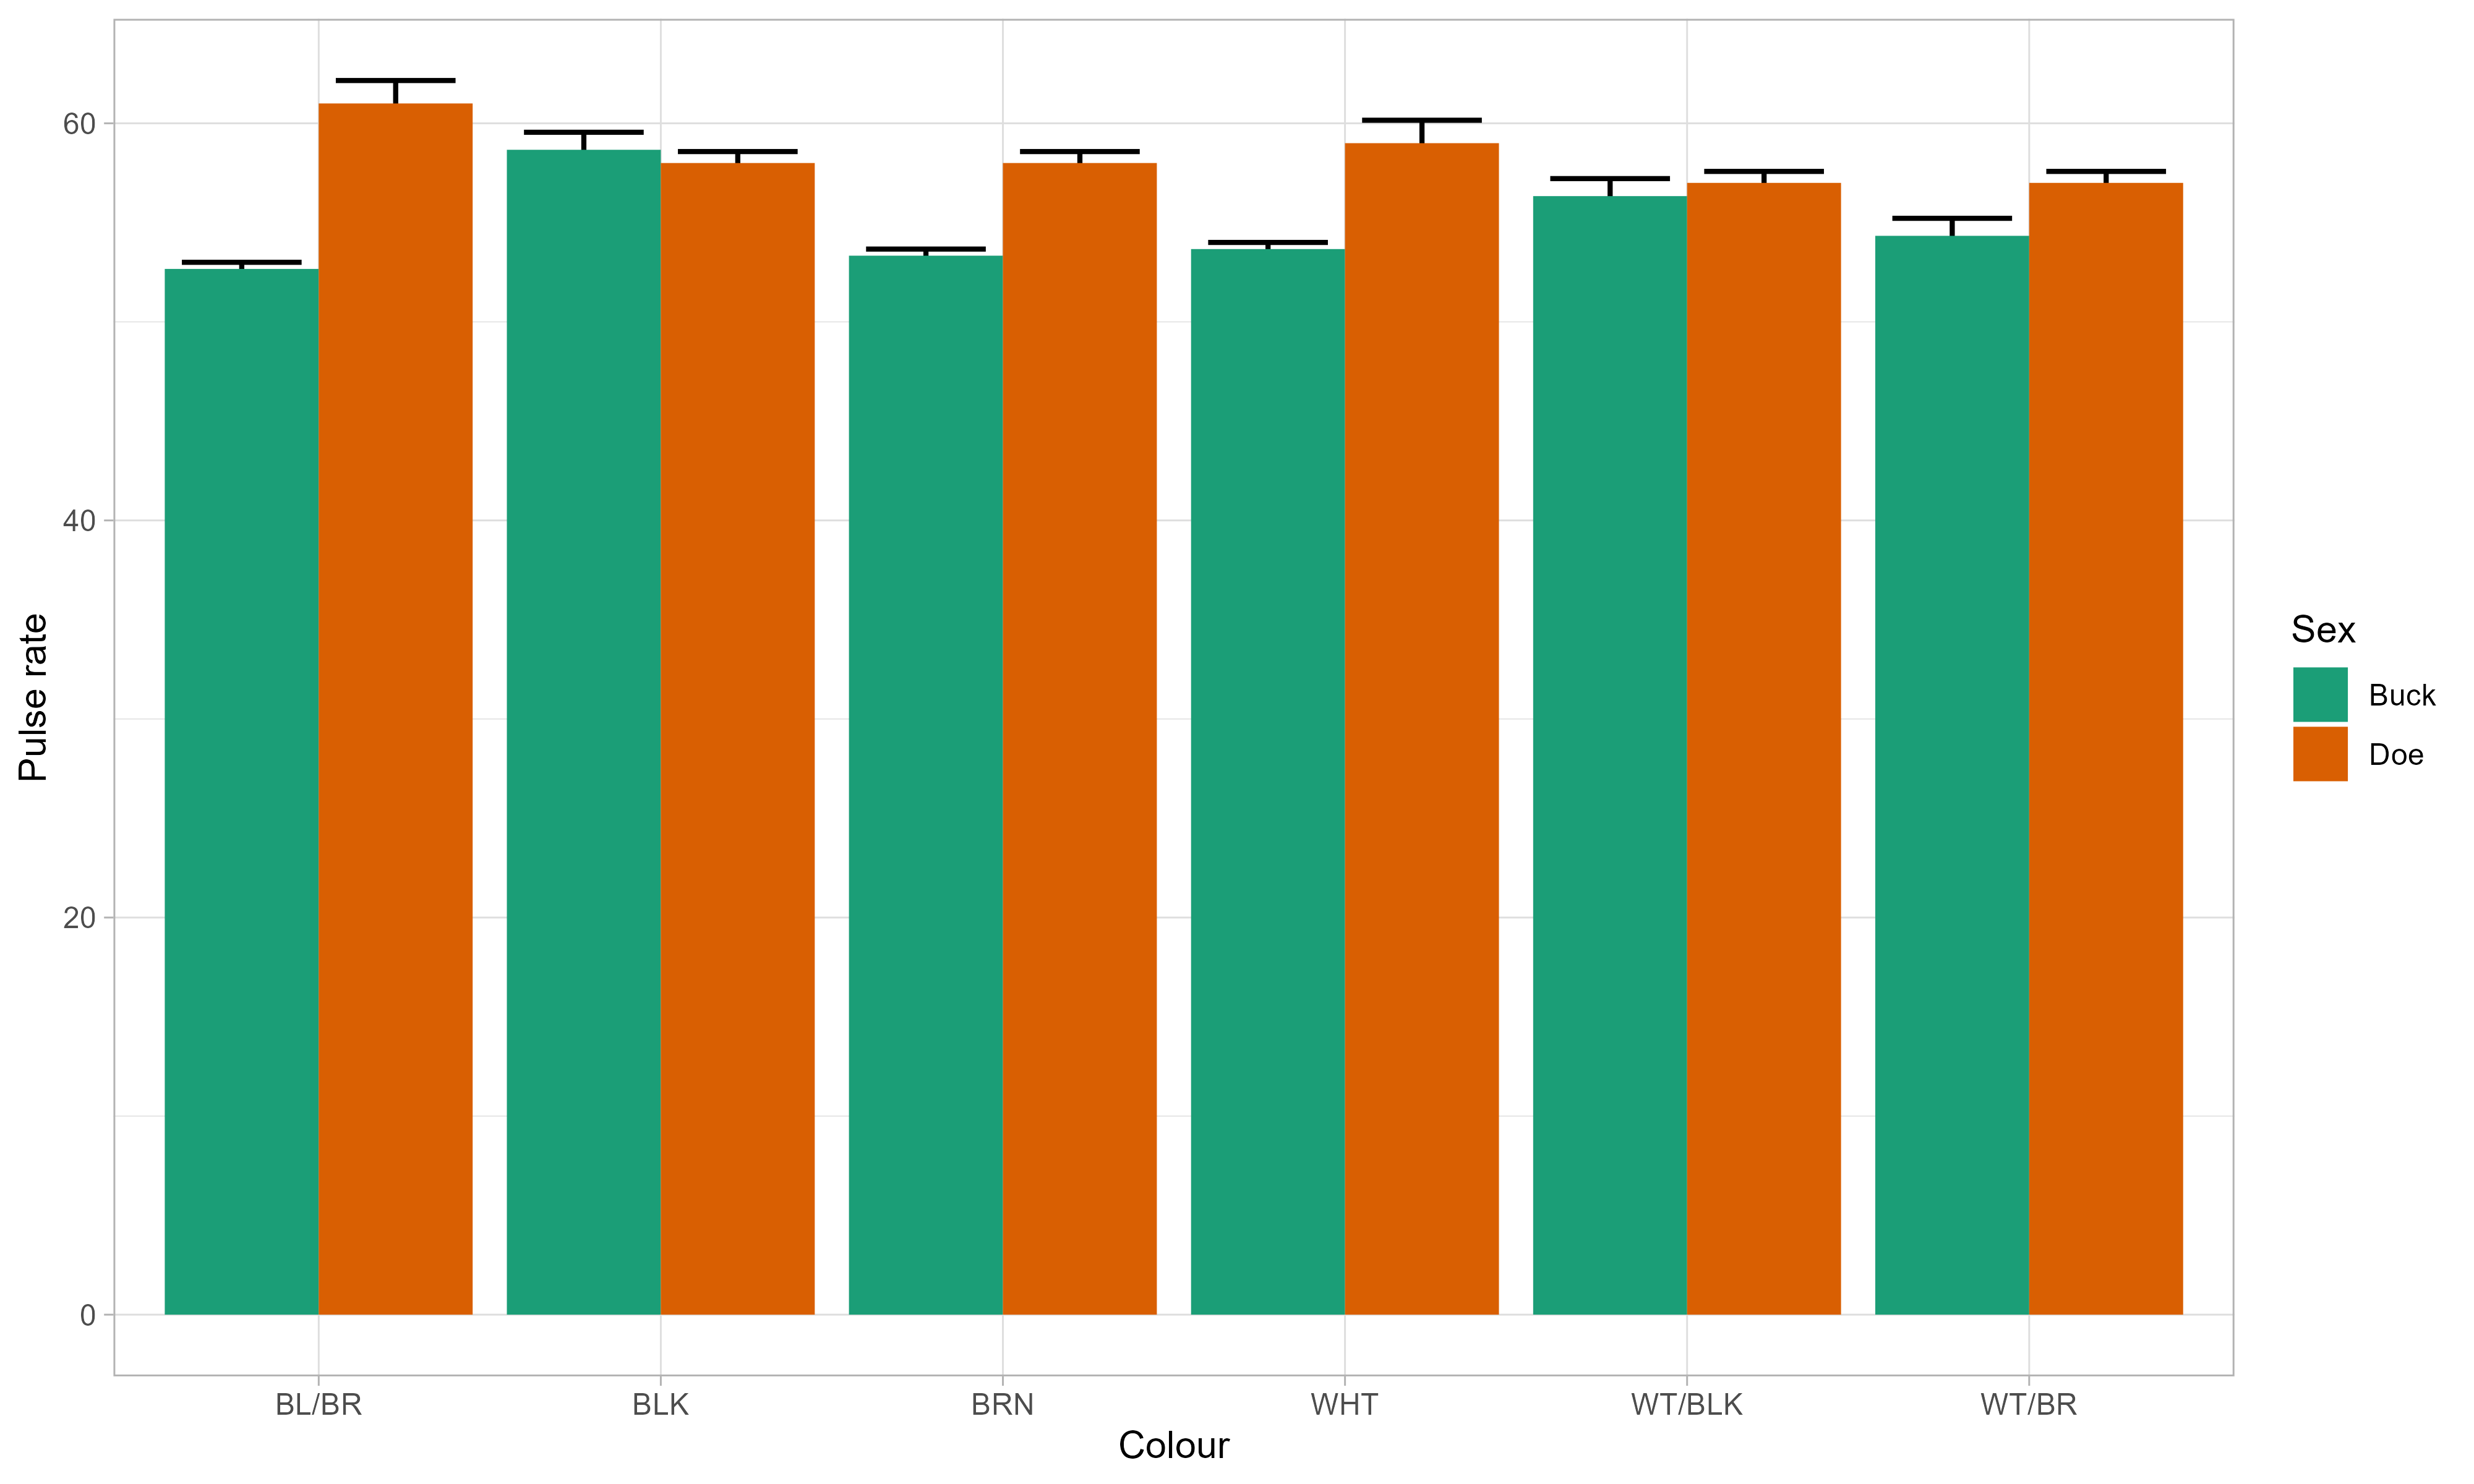 Pulse rate
60
40
20
0
BL/BR
BLK
BRN
WHT
WT/BLK
WT/BR
Colour
Sex
Buck
Doe